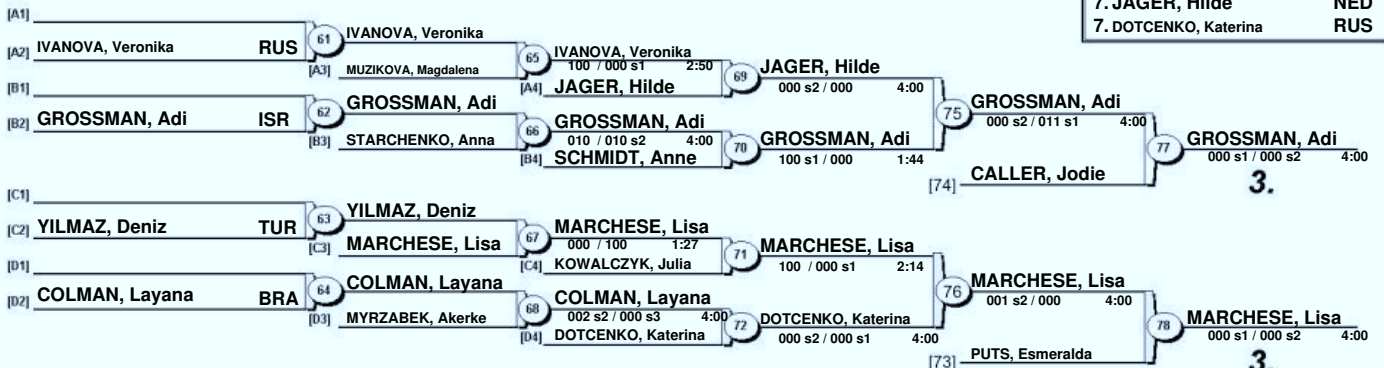 7. JAGER, Hilde NED
7. DOTCENKO, Katerina RUS
[A1]
[A2] IVANOVA, Veronika RUS
61
IVANOVA, Veronika
[A3] MUZIKOVA, Magdalena
65
IVANOVA, Veronika
100 / 000 s1 2:50
[A4] JAGER, Hilde
69
JAGER, Hilde
000 s2 / 000 4:00
[B1]
[B2] GROSSMAN, Adi ISR
62
GROSSMAN, Adi
[B3] STARCHENKO, Anna
66
GROSSMAN, Adi
010 / 010 s2 4:00
[B4] SCHMIDT, Anne
70
GROSSMAN, Adi
100 s1 / 000 1:44
75
GROSSMAN, Adi
000 s2 / 011 s1 4:00
[74] CALLER, Jodie
77
GROSSMAN, Adi
000 s1 / 000 s2 4:00
3.
[C1]
[C2] YILMAZ, Deniz TUR
63
YILMAZ, Deniz
[C3] MARCHESE, Lisa
67
MARCHESE, Lisa
000 / 100 1:27
[C4] KOWALCZYK, Julia
71
MARCHESE, Lisa
100 / 000 s1 2:14
[D1]
[D2] COLMAN, Layana BRA
64
COLMAN, Layana
[D3] MYRZABEK, Akerke
68
COLMAN, Layana
002 s2 / 000 s3 4:00
[D4] DOTCENKO, Katerina
72
DOTCENKO, Katerina
000 s2 / 000 s1 4:00
76
MARCHESE, Lisa
001 s2 / 000 4:00
[73] PUTS, Esmeralda
78
MARCHESE, Lisa
000 s1 / 000 s2 4:00
3.